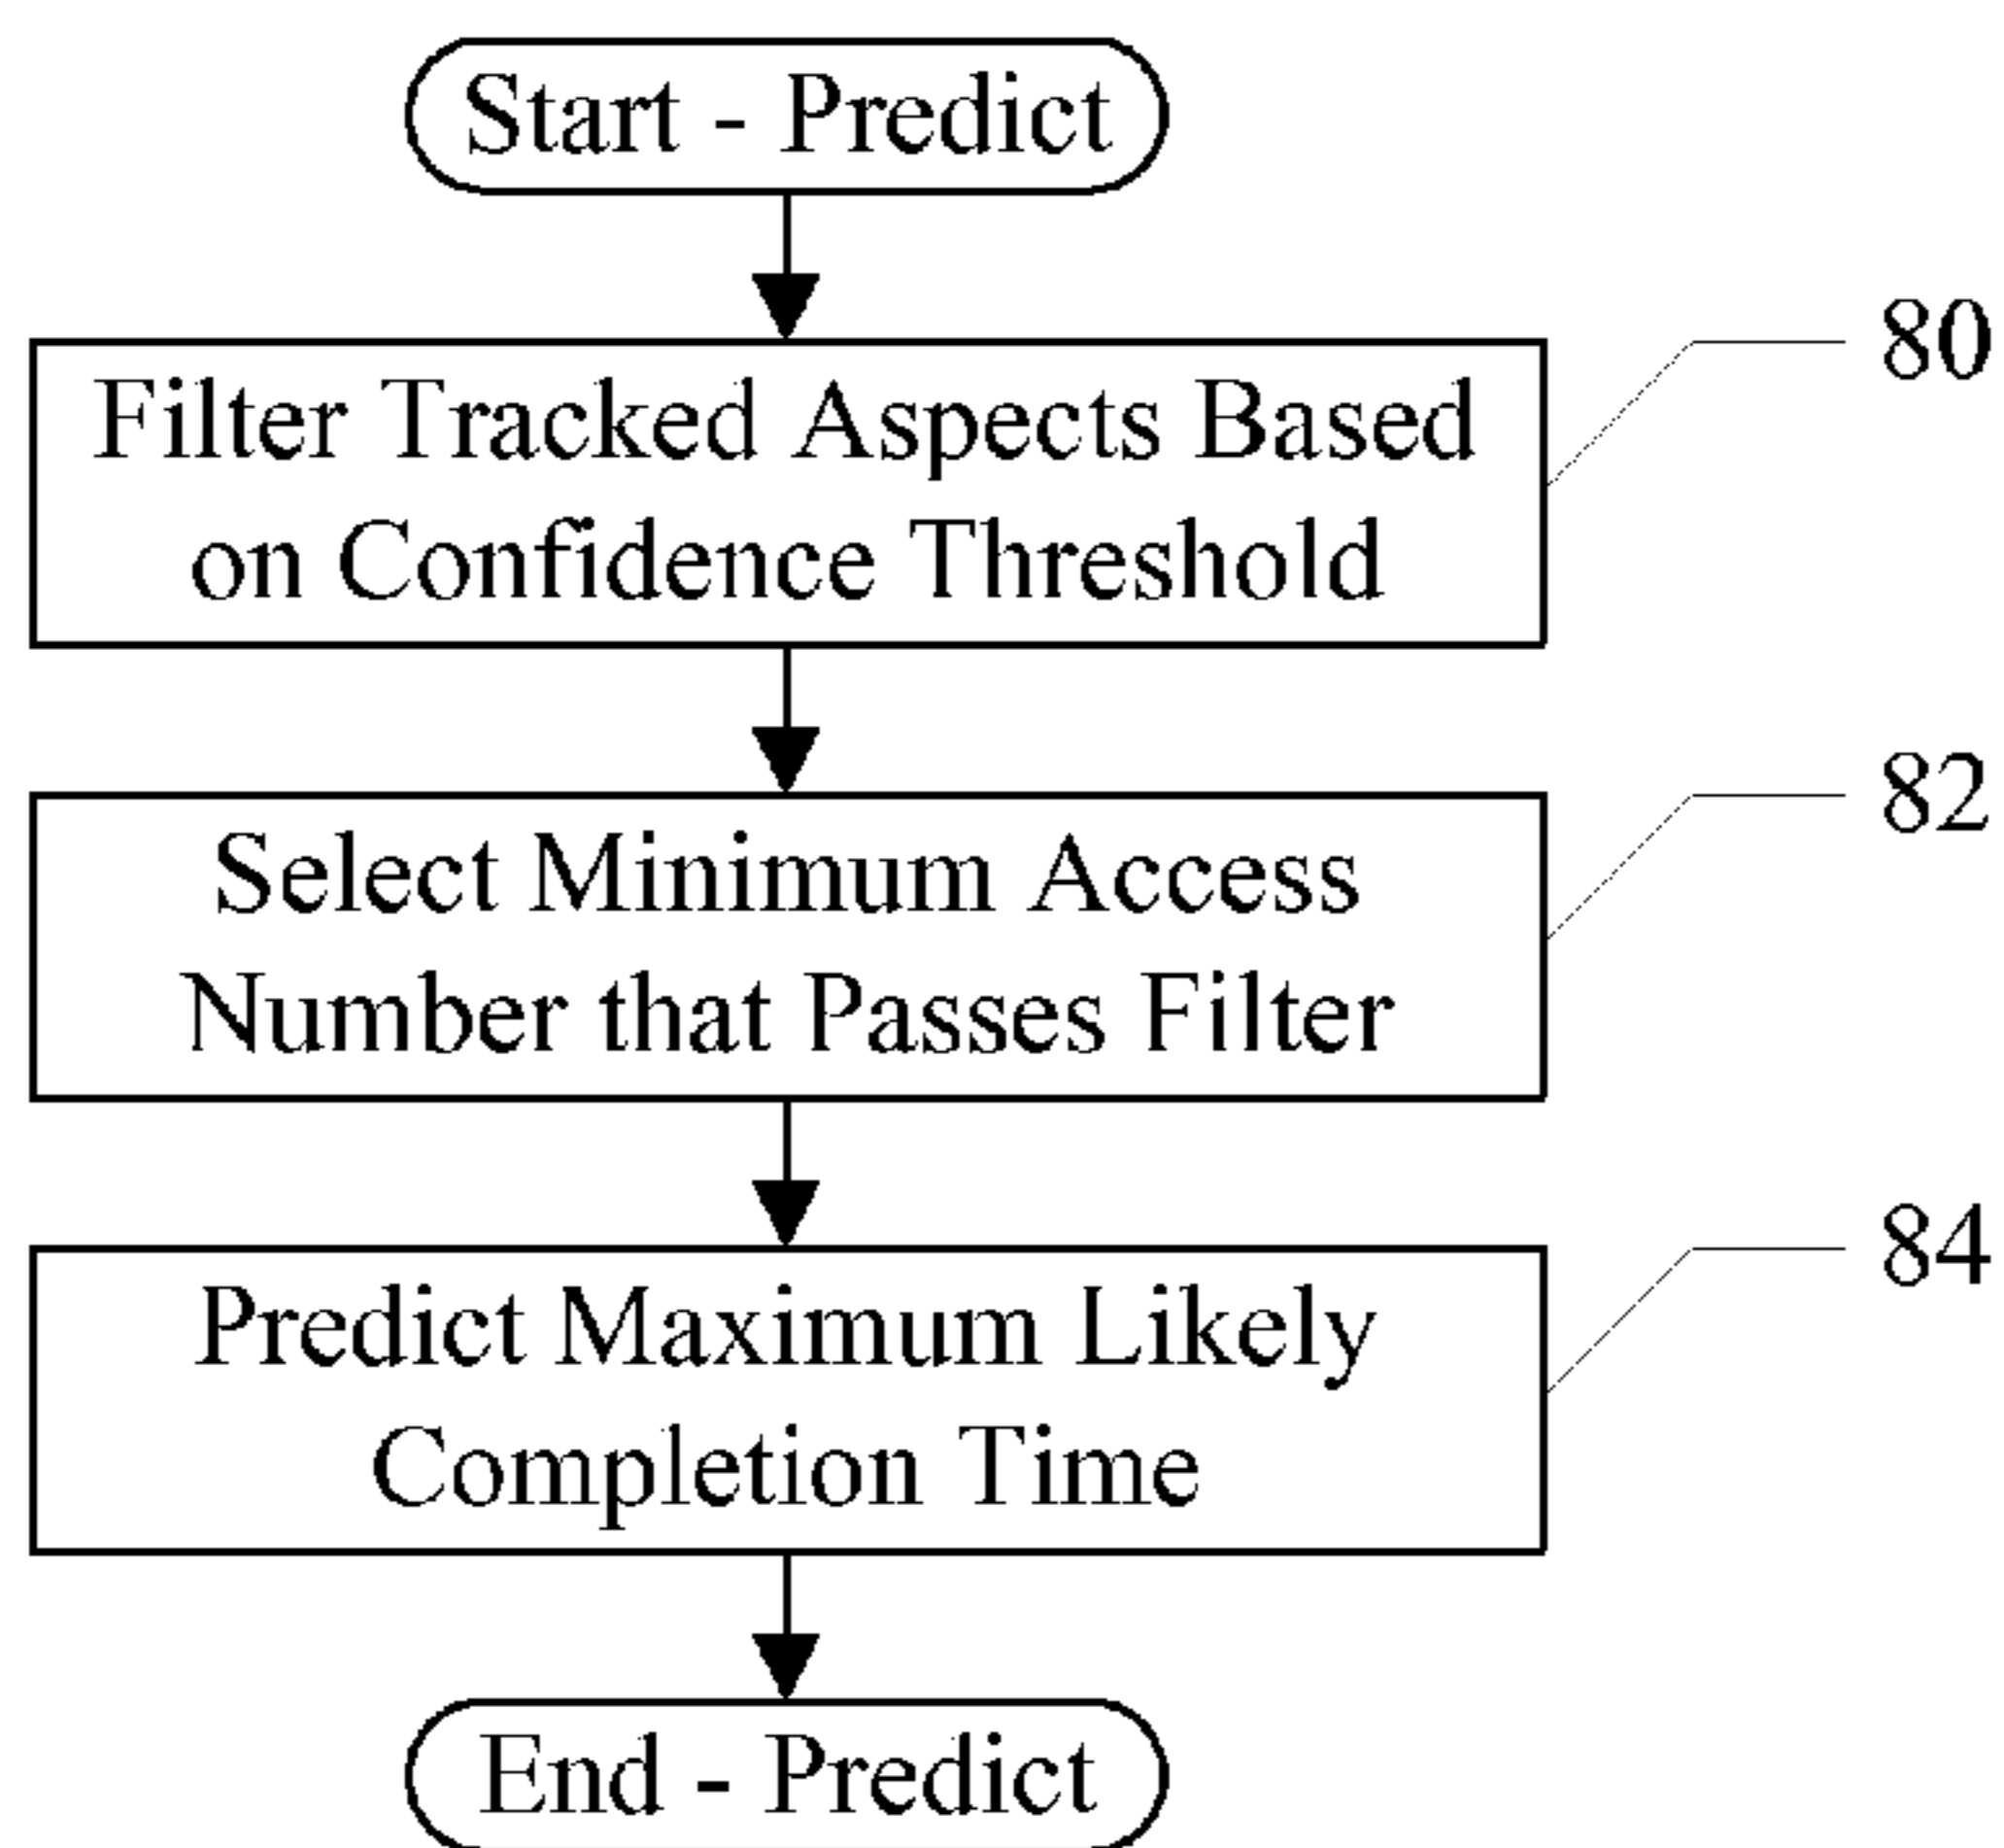 Start - Predict
Filter Tracked Aspects Based
on Confidence Threshold
80
Select Minimum Access
Number that Passes Filter
82
Predict Maximum Likely
Completion Time
84
End - Predict